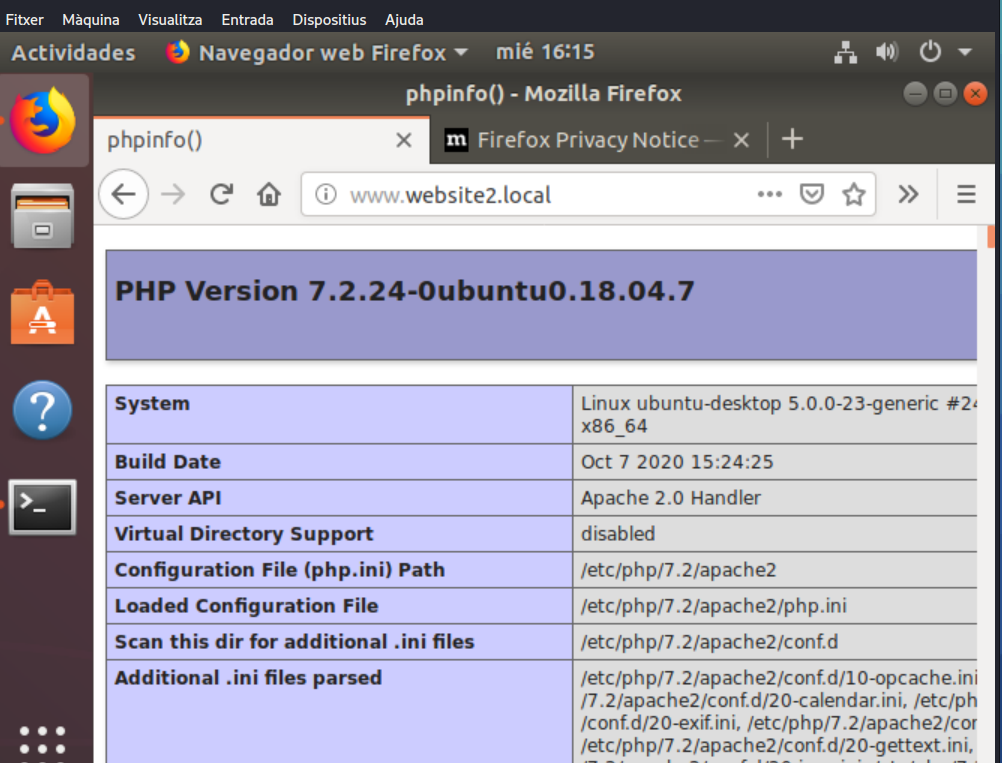 Fitxer Màquina Visualitza Entrada Dispositius Ajuda
Actividades Navegador web Firefox mié 16:15
phpinfo() - Mozilla Firefox
phpinfo() m Firefox Privacy Notice —
www.website2.local
PHP Version 7.2.24-0ubuntu0.18.04.7
System Linux ubuntu-desktop 5.0.0-23-generic #24
x86_64
Build Date Oct 7 2020 15:24:25
Server API Apache 2.0 Handler
Virtual Directory Support disabled
Configuration File (php.ini) Path /etc/php/7.2/apache2
Loaded Configuration File /etc/php/7.2/apache2/php.ini
Scan this dir for additional .ini files /etc/php/7.2/apache2/conf.d
Additional .ini files parsed /etc/php/7.2/apache2/conf.d/10-opcache.ini
/7.2/apache2/conf.d/20-calendar.ini, /etc/ph
/conf.d/20-exif.ini, /etc/php/7.2/apache2/con
/etc/php/7.2/apache2/conf.d/20-gettext.ini,